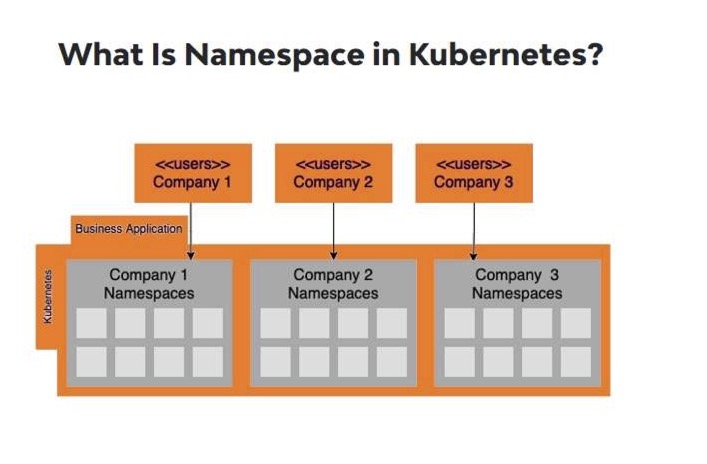 What Is Namespace in Kubernetes?
<<users>>
Company 1
<<users>>
Company 2
<<users>>
Company 3
Business Application
Kubernetes
Company 1
Namespaces
Company 2
Namespaces
Company 3
Namespaces